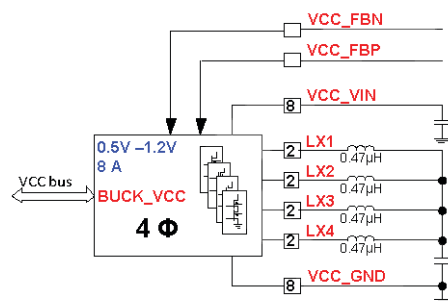 VCC_FBN
VCC_FBP
8 VCC_VIN
0.5V –1.2V
8 A
2 LX1
0.47µH
VCC bus
BUCK_VCC
2 LX2
0.47µH
4 Φ
2 LX3
0.47µH
2 LX4
0.47µH
8 VCC_GND